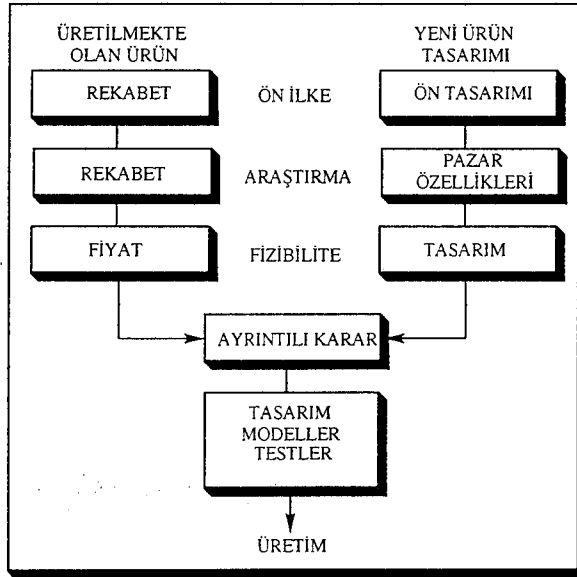 ÜRETİLMEKTE
OLAN ÜRÜN
YENİ ÜRÜN
TASARIMI
REKABET
ÖN İLKE
ÖN TASARIMI
REKABET
ARAŞTIRMA
PAZAR
ÖZELLİKLERİ
FİYAT
FİZİBİLİTE
TASARIM
AYRINTILI KARAR
TASARIM
MODELLER
TESTLER
ÜRETİM